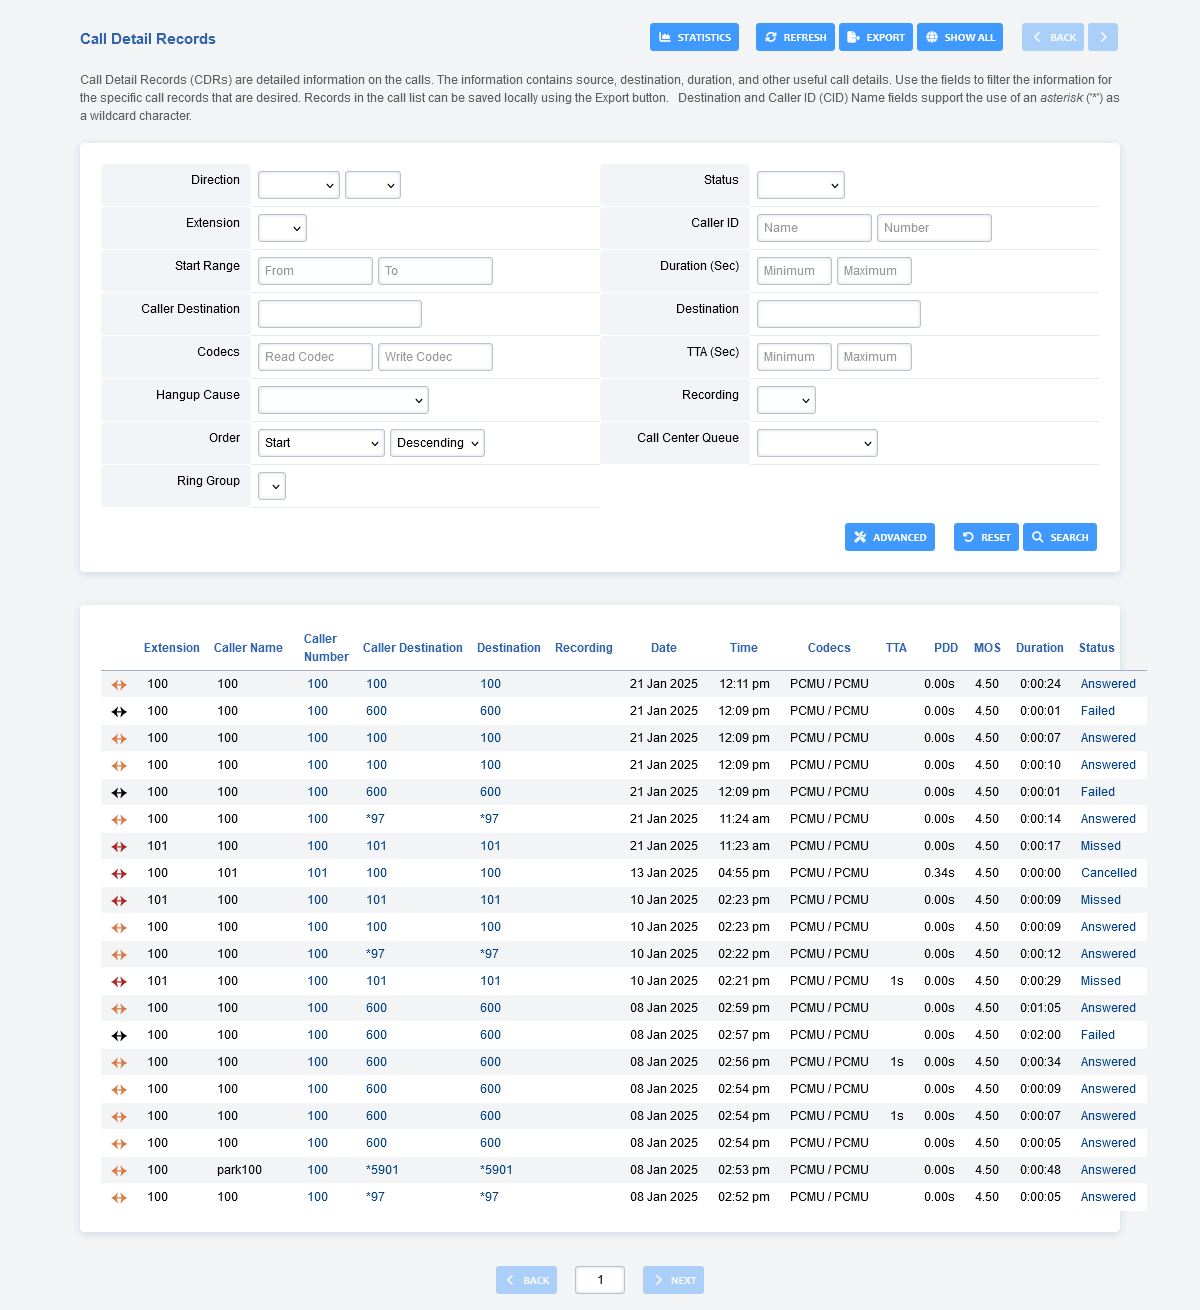 Call Detail Records
STATISTICS REFRESH EXPORT SHOW ALL BACK
Call Detail Records (CDRs) are detailed information on the calls. The information contains source, destination, duration, and other useful call details. Use the fields to filter the information for
the specific call records that are desired. Records in the call list can be saved locally using the Export button.   Destination and Caller ID (CID) Name fields support the use of an asterisk ('*') as
a wildcard character.
Direction Status
Extension Caller ID Name Number
Start Range From To Duration (Sec) Minimum Maximum
Caller Destination Destination
Codecs Read Codec Write Codec TTA (Sec) Minimum Maximum
Hangup Cause Recording
Order Start Descending Call Center Queue
Ring Group
ADVANCED RESET SEARCH
Extension Caller Name Caller Number Caller Destination Destination Recording Date Time Codecs TTA PDD MOS Duration Status
100 100 100 100 100 21 Jan 2025 12:11 pm PCMU / PCMU 0.00s 4.50 0:00:24 Answered
100 100 100 600 600 21 Jan 2025 12:09 pm PCMU / PCMU 0.00s 4.50 0:00:01 Failed
100 100 100 100 100 21 Jan 2025 12:09 pm PCMU / PCMU 0.00s 4.50 0:00:07 Answered
100 100 100 100 100 21 Jan 2025 12:09 pm PCMU / PCMU 0.00s 4.50 0:00:10 Answered
100 100 100 600 600 21 Jan 2025 12:09 pm PCMU / PCMU 0.00s 4.50 0:00:01 Failed
100 100 100 *97 *97 21 Jan 2025 11:24 am PCMU / PCMU 0.00s 4.50 0:00:14 Answered
101 100 100 101 101 21 Jan 2025 11:23 am PCMU / PCMU 0.00s 4.50 0:00:17 Missed
100 101 101 100 100 13 Jan 2025 04:55 pm PCMU / PCMU 0.34s 4.50 0:00:00 Cancelled
101 100 100 101 101 10 Jan 2025 02:23 pm PCMU / PCMU 0.00s 4.50 0:00:09 Missed
100 100 100 100 100 10 Jan 2025 02:23 pm PCMU / PCMU 0.00s 4.50 0:00:09 Answered
100 100 100 *97 *97 10 Jan 2025 02:22 pm PCMU / PCMU 0.00s 4.50 0:00:12 Answered
101 100 100 101 101 10 Jan 2025 02:21 pm PCMU / PCMU 1s 0.00s 4.50 0:00:29 Missed
100 100 100 600 600 08 Jan 2025 02:59 pm PCMU / PCMU 0.00s 4.50 0:01:05 Answered
100 100 100 600 600 08 Jan 2025 02:57 pm PCMU / PCMU 0.00s 4.50 0:02:00 Failed
100 100 100 600 600 08 Jan 2025 02:56 pm PCMU / PCMU 1s 0.00s 4.50 0:00:34 Answered
100 100 100 600 600 08 Jan 2025 02:54 pm PCMU / PCMU 0.00s 4.50 0:00:09 Answered
100 100 100 600 600 08 Jan 2025 02:54 pm PCMU / PCMU 1s 0.00s 4.50 0:00:07 Answered
100 100 100 600 600 08 Jan 2025 02:54 pm PCMU / PCMU 0.00s 4.50 0:00:05 Answered
100 park100 100 *5901 *5901 08 Jan 2025 02:53 pm PCMU / PCMU 0.00s 4.50 0:00:48 Answered
100 100 100 *97 *97 08 Jan 2025 02:52 pm PCMU / PCMU 0.00s 4.50 0:00:05 Answered
BACK 1 NEXT